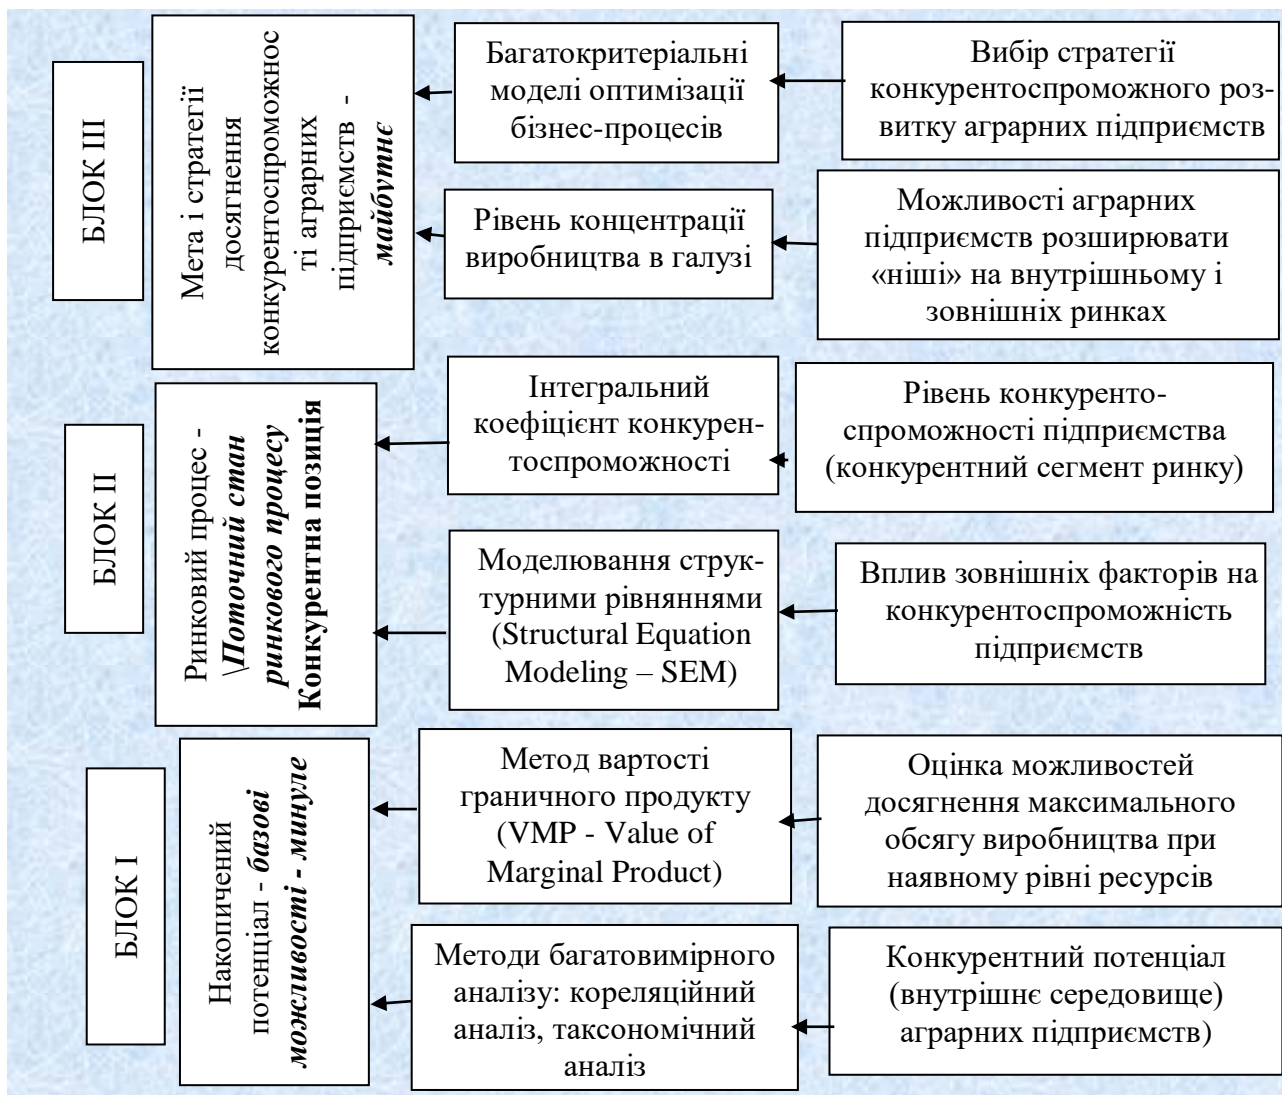 БЛОК III
Мета і стратегії
досягнення
конкурентоспроможнос
ті аграрних
підприємств -
майбутнє
Багатокритеріальні
моделі оптимізації
бізнес-процесів
Вибір стратегії
конкурентоспроможного роз-
витку аграрних підприємств
Рівень концентрації
виробництва в галузі
Можливості аграрних
підприємств розширювати
«ніші» на внутрішньому і
зовнішніх ринках
БЛОК II
Ринковий процес -
\Поточний стан
ринкового процесу
Конкурентна позиція
Інтегральний
коефіцієнт конкурен-
тоспроможності
Рівень конкуренто-
спроможності підприємства
(конкурентний сегмент ринку)
Моделювання струк-
турними рівняннями
(Structural Equation
Modeling – SEM)
Вплив зовнішніх факторів на
конкурентоспроможність
підприємств
БЛОК I
Накопичений
потенціал - базові
можливості - минуле
Метод вартості
граничного продукту
(VMP - Value of
Marginal Product)
Оцінка можливостей
досягнення максимального
обсягу виробництва при
наявному рівні ресурсів
Методи багатовимірного
аналізу: кореляційний
аналіз, таксономічний
аналіз
Конкурентний потенціал
(внутрішнє середовище)
аграрних підприємств)